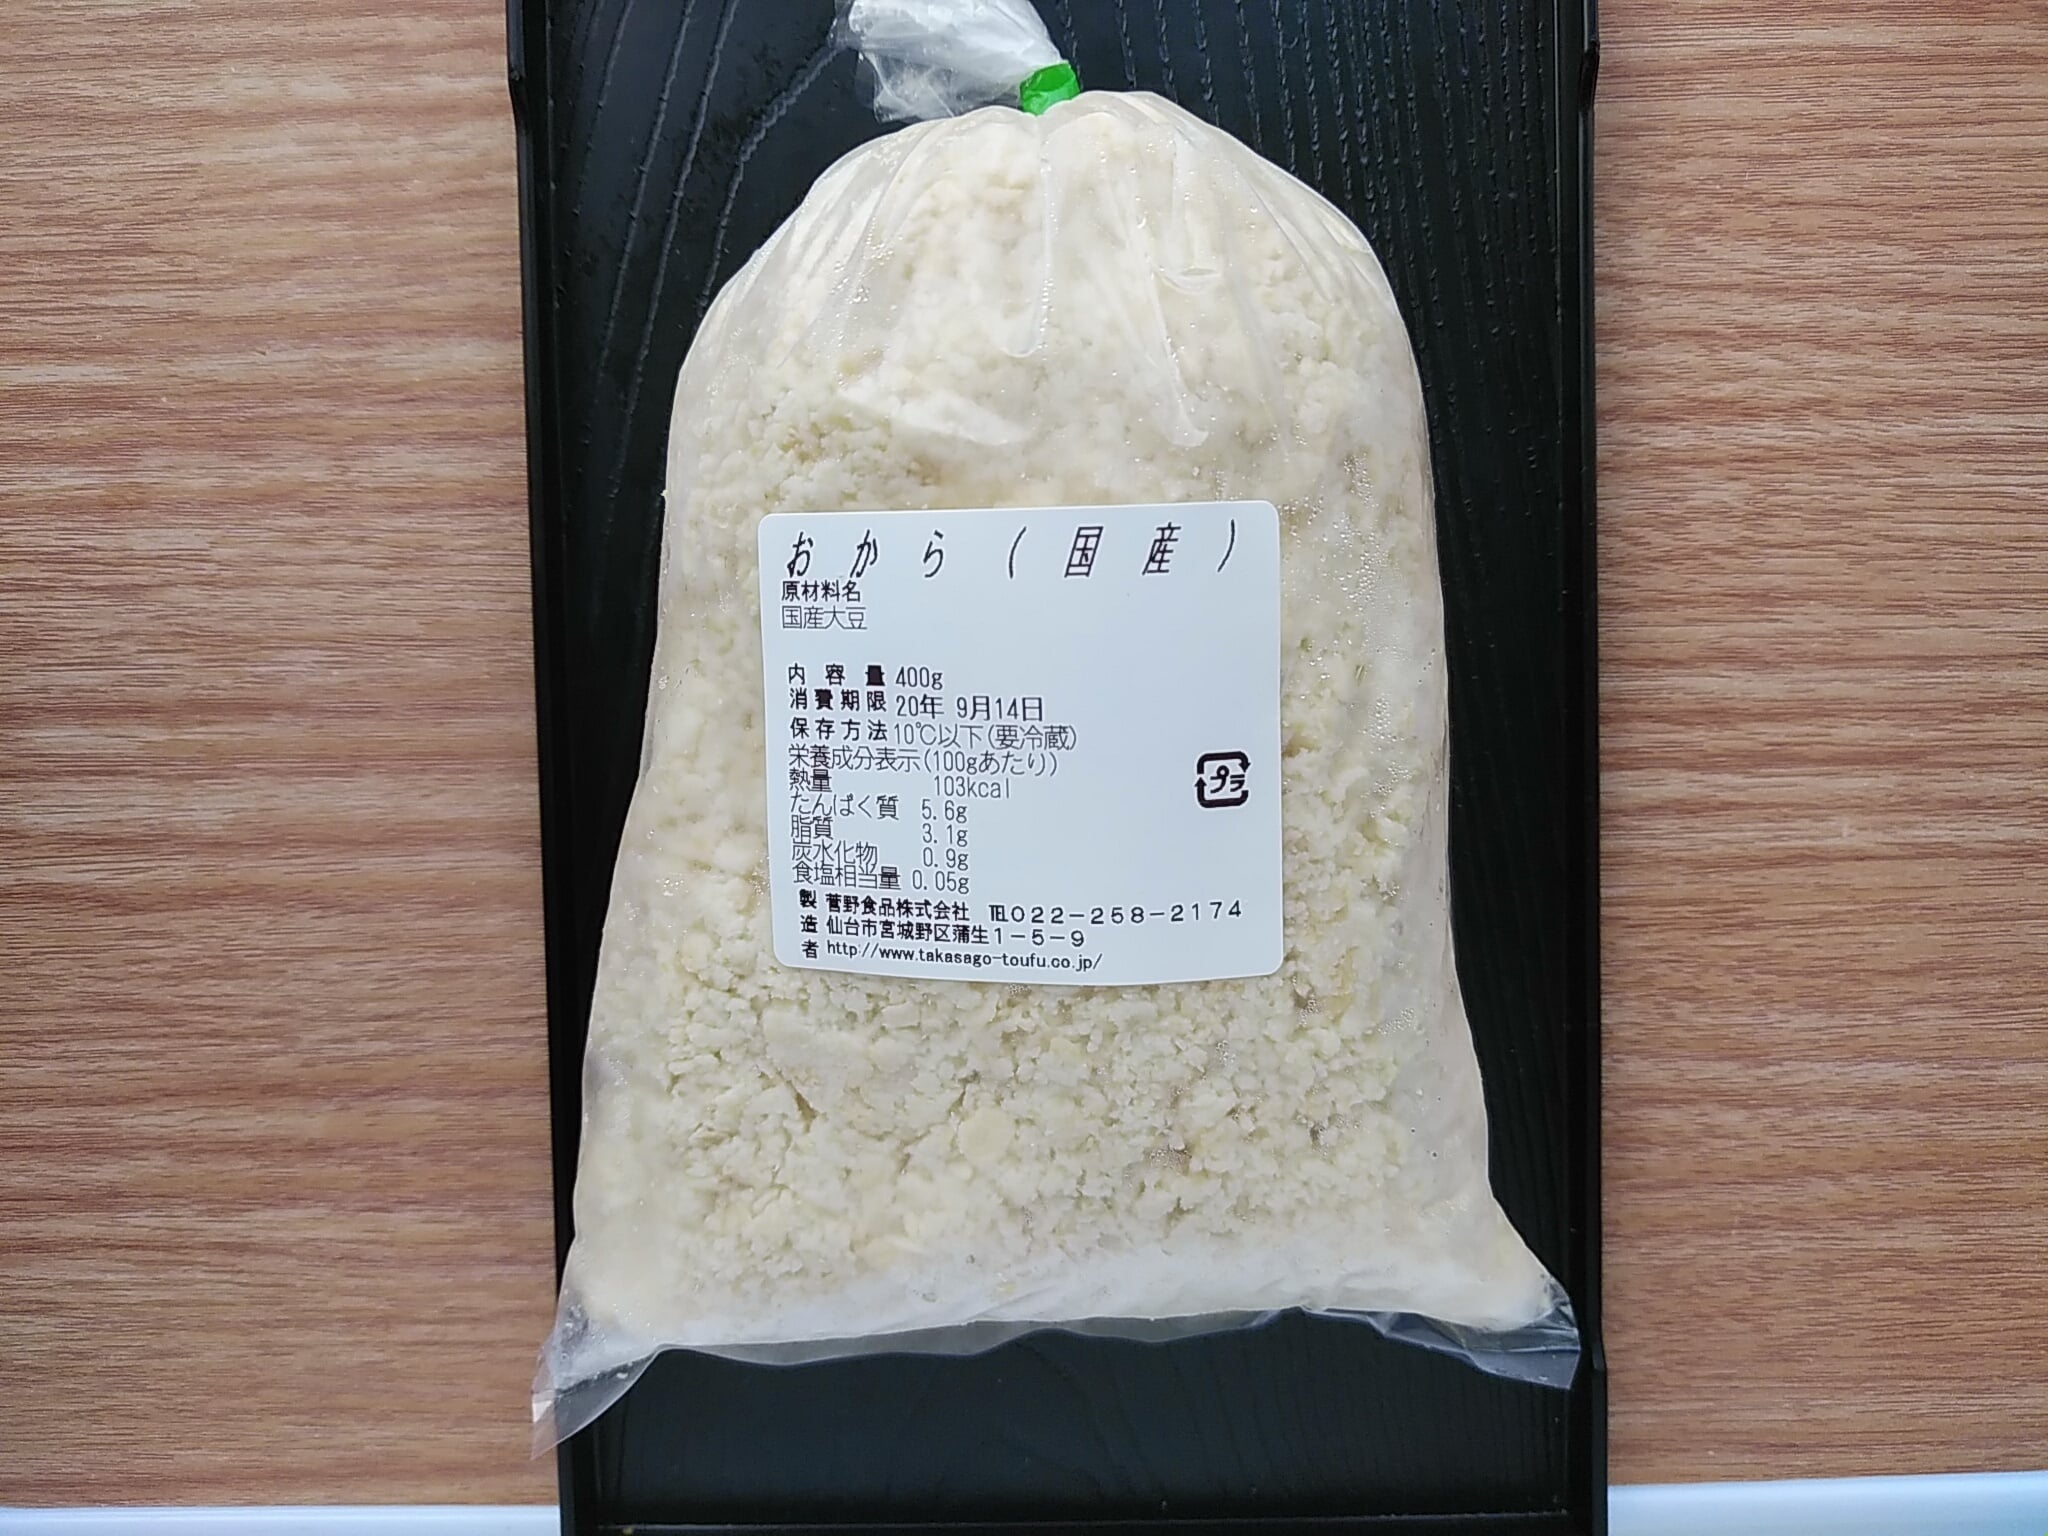 おから(国産)
原材料名
国産大豆
内容量 400g
消費期限 20年 9月14日
保存方法 10℃以下(要冷蔵)
栄養成分表示(100gあたり)
熱量 103kcal
たんぱく質 5.6g
脂質 3.1g
炭水化物 0.9g
食塩相当量 0.05g
プラ
製造者 菅野食品株式会社 ℡022-258-2174
仙台市宮城野区蒲生1-5-9
http://www.takasago-toufu.co.jp/